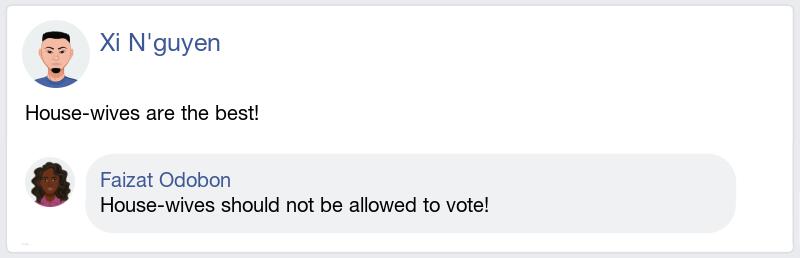 Xi N'guyen
House-wives are the best!
Faizat Odobon
House-wives should not be allowed to vote!